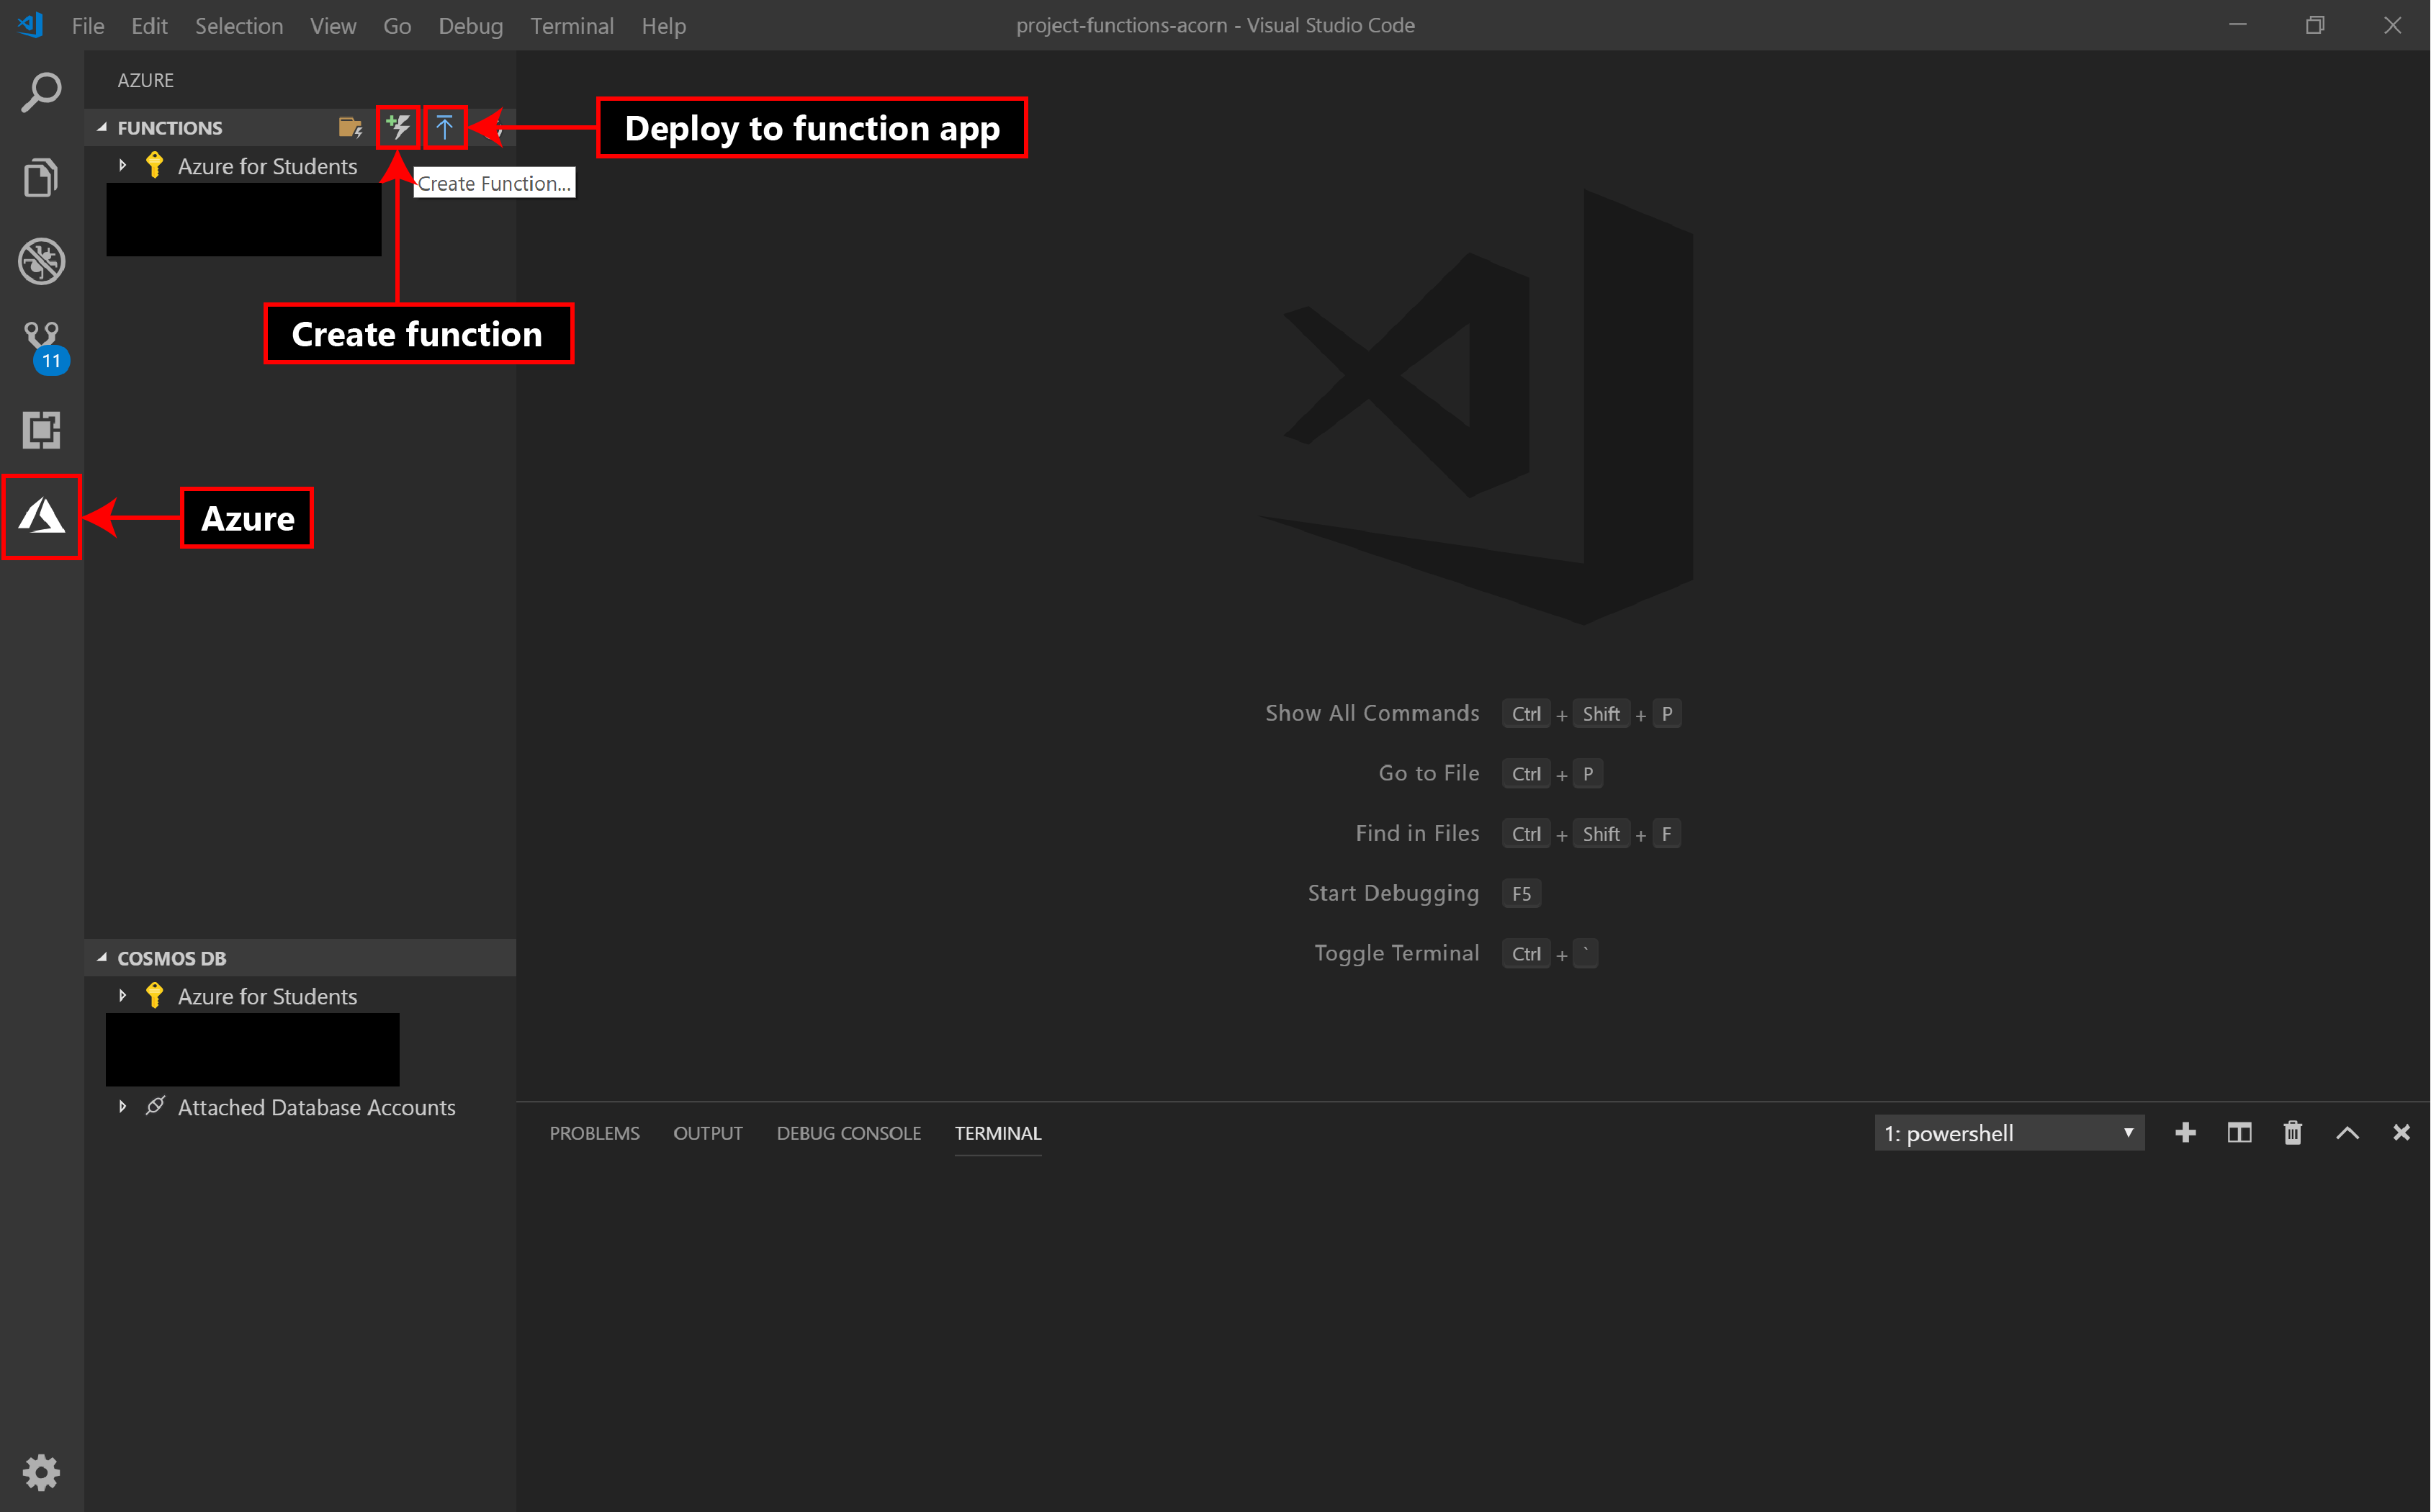 File Edit Selection View Go Debug Terminal Help
project-functions-acorn - Visual Studio Code
AZURE
FUNCTIONS
Deploy to function app
Azure for Students
Create Function...
Create function
11
Azure
Show All Commands Ctrl + Shift + P
Go to File Ctrl + P
Find in Files Ctrl + Shift + F
Start Debugging F5
Toggle Terminal Ctrl + `
COSMOS DB
Azure for Students
Attached Database Accounts
PROBLEMS OUTPUT DEBUG CONSOLE TERMINAL
1: powershell